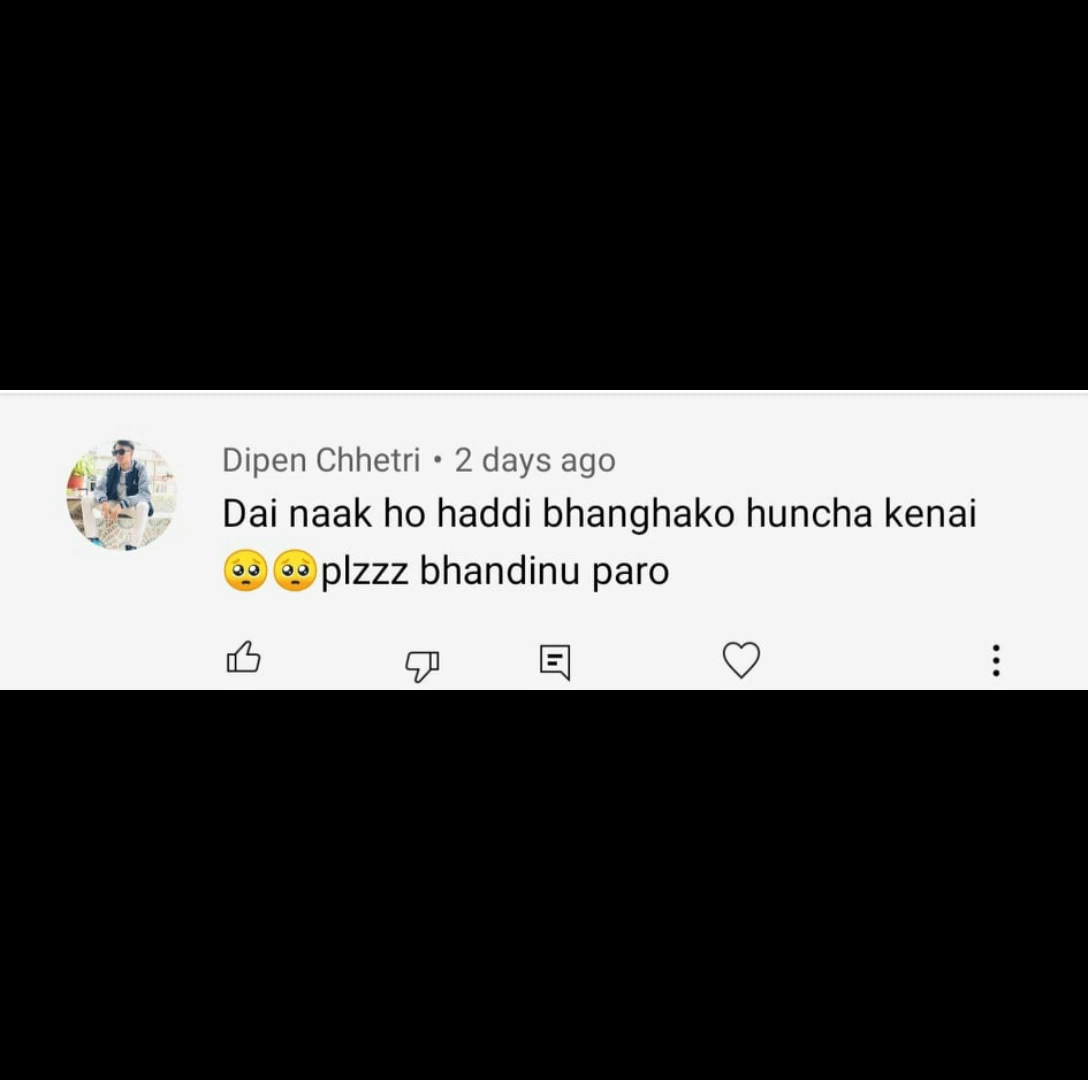 Dipen Chhetri • 2 days ago
Dai naak ho haddi bhanghako huncha kenai
🥺🥺plzzz bhandinu paro